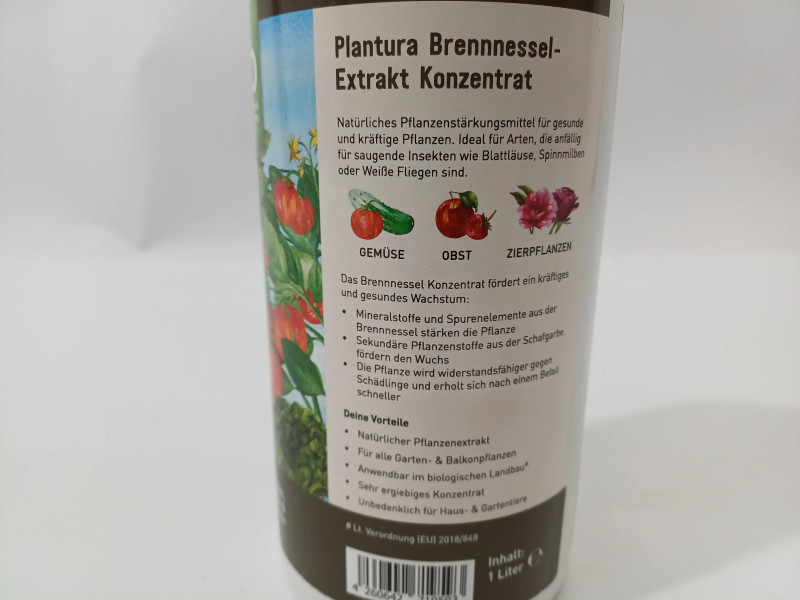 Plantura Brennnessel-
Extrakt Konzentrat
Natürliches Pflanzenstärkungsmittel für gesunde
und kräftige Pflanzen. Ideal für Arten, die anfällig
für saugende Insekten wie Blattläuse, Spinnmilben
oder Weiße Fliegen sind.
GEMÜSE OBST ZIERPFLANZEN
Das Brennnessel Konzentrat fördert ein kräftiges
und gesundes Wachstum:
• Mineralstoffe und Spurenelemente aus der
Brennnessel stärken die Pflanze
• Sekundäre Pflanzenstoffe aus der Schafgarbe
fördern den Wuchs
• Die Pflanze wird widerstandsfähiger gegen
Schädlinge und erholt sich nach einem Befall
schneller
Deine Vorteile
• Natürlicher Pflanzenextrakt
• Für alle Garten- & Balkonpflanzen
• Anwendbar im biologischen Landbau#
• Sehr ergiebiges Konzentrat
• Unbedenklich für Haus- & Gartentiere
# Lt. Verordnung (EU) 2018/848
Inhalt:
1 Liter ℮